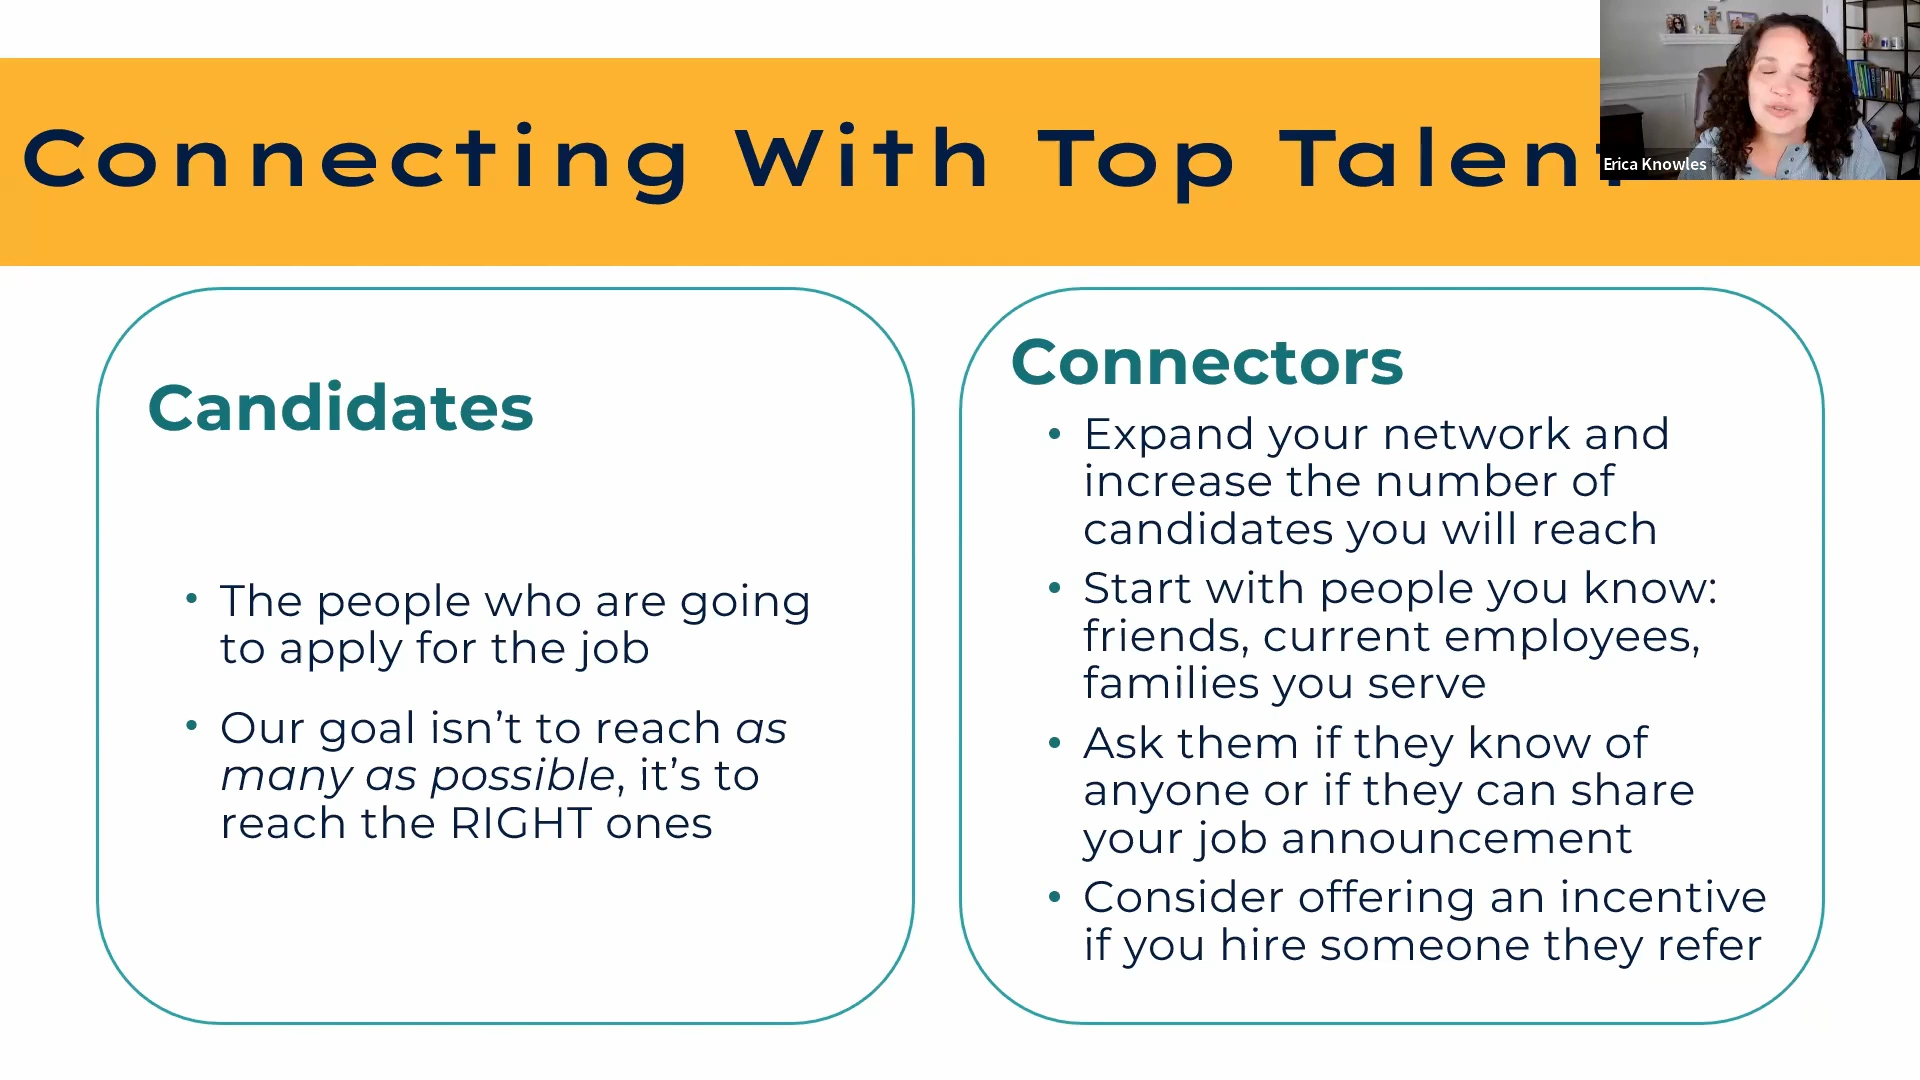 Connecting With Top Talent
Erica Knowles
Candidates
• The people who are going
to apply for the job
• Our goal isn’t to reach as
many as possible, it’s to
reach the RIGHT ones
Connectors
• Expand your network and
increase the number of
candidates you will reach
• Start with people you know:
friends, current employees,
families you serve
• Ask them if they know of
anyone or if they can share
your job announcement
• Consider offering an incentive
if you hire someone they refer